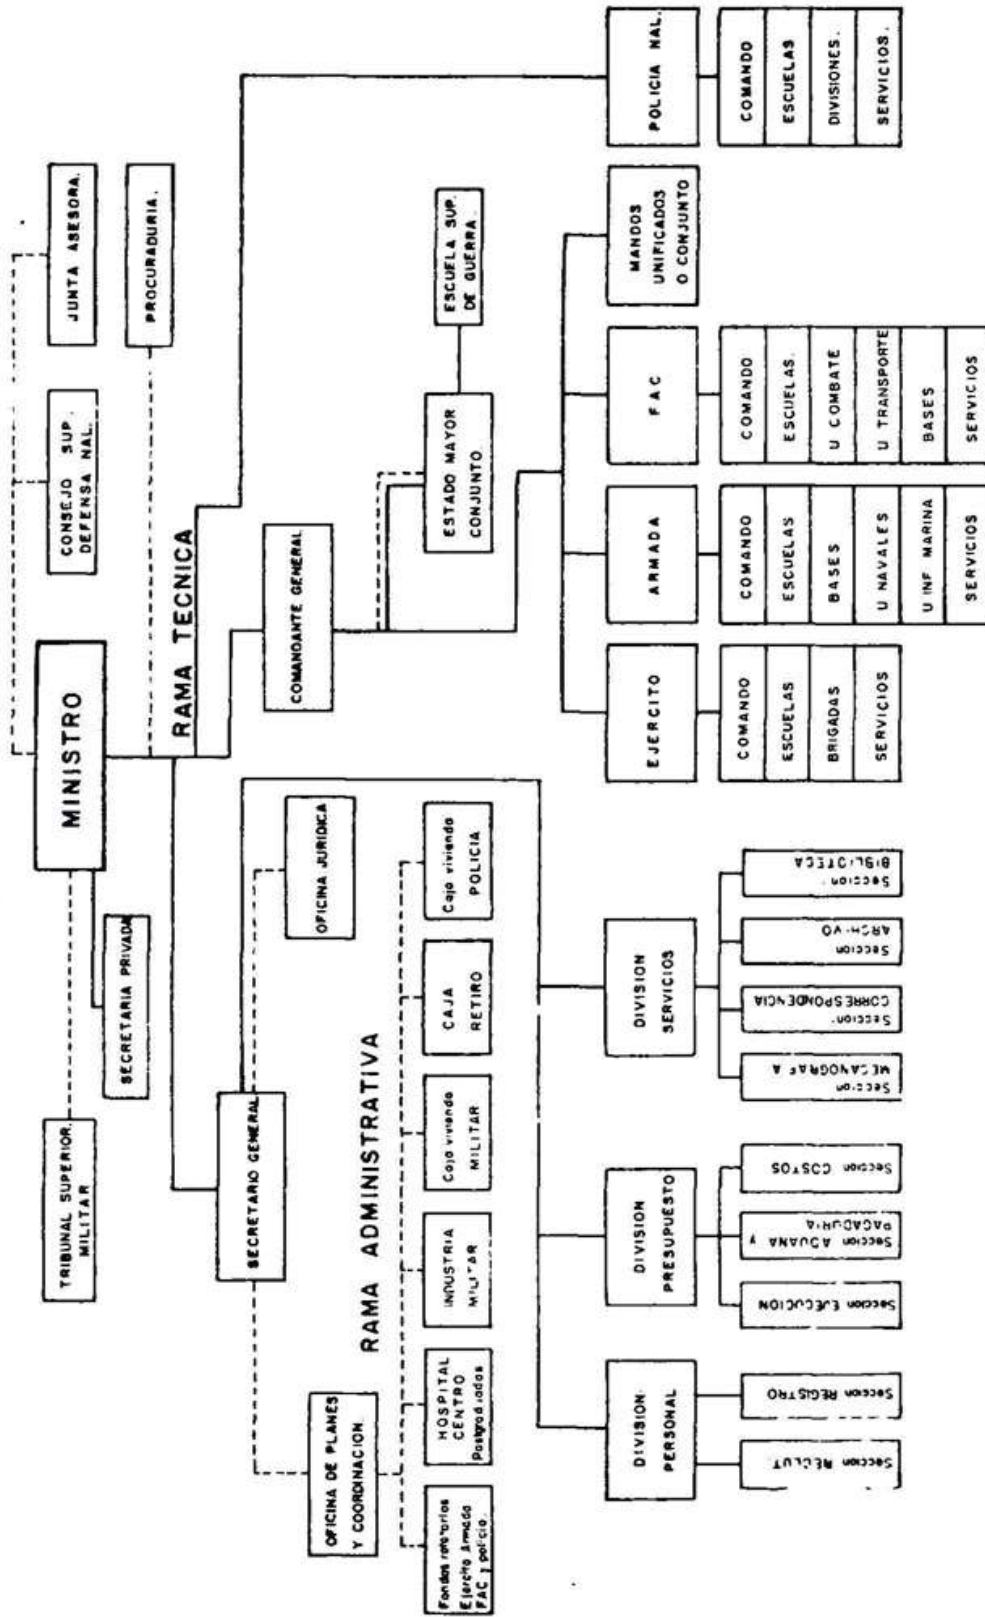 MINISTRO
CONSEJO SUP.
DEFENSA NAL.
JUNTA ASESORA.
PROCURADURIA.
TRIBUNAL SUPERIOR.
MILITAR
SECRETARIA PRIVADA
RAMA TECNICA
COMANDANTE GENERAL
ESTADO MAYOR
CONJUNTO.
ESCUELA SUP.
DE GUERRA.
EJERCITO
COMANDO
ESCUELAS
BRIGADAS
SERVICIOS
ARMADA
COMANDO
ESCUELAS
BASES
U NAVALES
U INF MARINA
SERVICIOS
FAC
COMANDO
ESCUELAS.
U COMBATE
U TRANSPORTE
BASES
SERVICIOS
MANDOS
UNIFICADOS
O CONJUNTO
POLICIA NAL.
COMANDO
ESCUELAS
DIVISIONES.
SERVICIOS.
SECRETARIO GENERAL
OFICINA JURIDICA
OFICINA DE PLANES
Y COORDINACION.
RAMA ADMINISTRATIVA
Fondos rotatorios
Ejercito Armada
FAC y policia.
HOSPITAL
CENTRO
Postgraduados
INDUSTRIA
MILITAR
Caja vivienda
MILITAR
CAJA
RETIRO
Caja vivienda
POLICIA
DIVISION
PERSONAL
Seccion RECLUT.
Seccion REGISTRO
DIVISION
PRESUPUESTO
Seccion EJECUCION
Seccion ADUANA y
PAGADURIA
Seccion COSTOS
DIVISION
SERVICIOS
Seccion
MECANOGRAFIA
Seccion
CORRESPONDENCIA
Seccion
ARCHIVO
Seccion
BIBLIOTECA